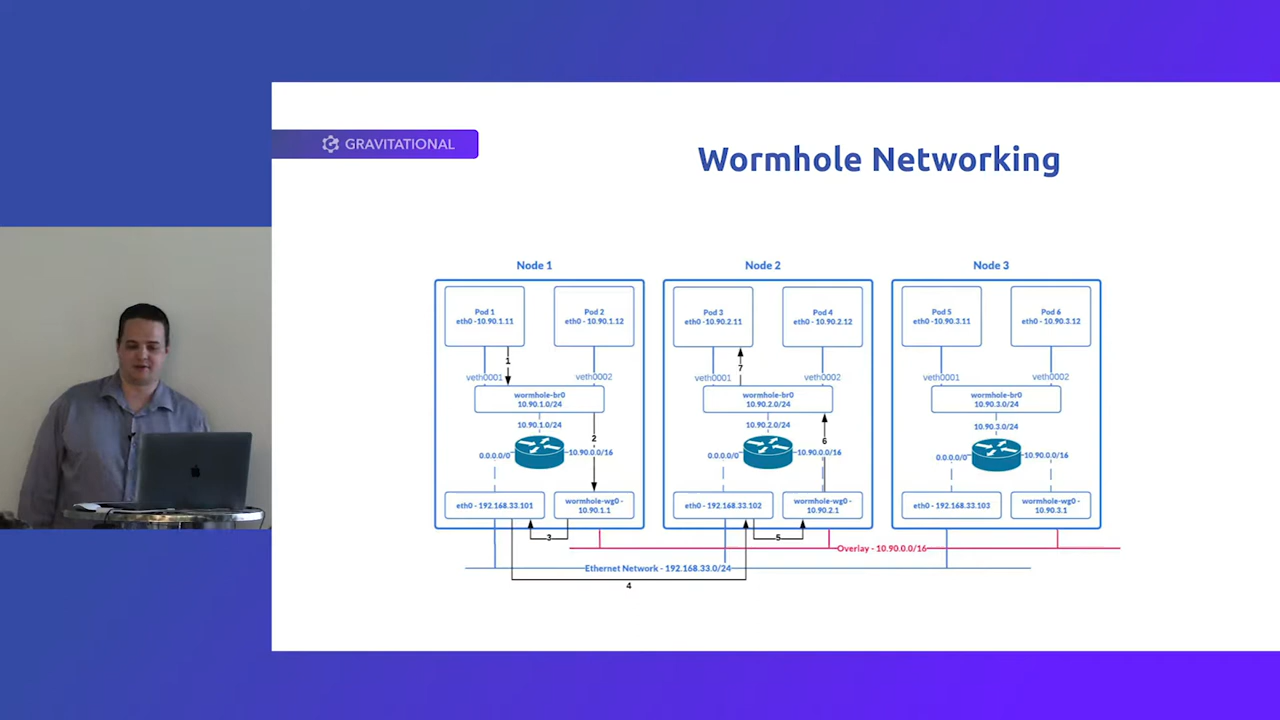 GRAVITATIONAL
Wormhole Networking
Node 1
Node 2
Node 3
Pod 1
eth0 -10.90.1.11
Pod 2
eth0 - 10.90.1.12
Pod 3
eth0 -10.90.2.11
Pod 4
eth0 - 10.90.2.12
Pod 5
eth0 -10.90.3.11
Pod 6
eth0 - 10.90.3.12
1
7
veth0001
veth0002
veth0001
veth0002
veth0001
veth0002
wormhole-br0
10.90.1.0/24
wormhole-br0
10.90.2.0/24
wormhole-br0
10.90.3.0/24
10.90.1.0/24
10.90.2.0/24
10.90.3.0/24
2
6
0.0.0.0/0
10.90.0.0/16
0.0.0.0/0
10.90.0.0/16
0.0.0.0/0
10.90.0.0/16
eth0 - 192.168.33.101
wormhole-wg0 -
10.90.1.1
eth0 - 192.168.33.102
wormhole-wg0 -
10.90.2.1
eth0 - 192.168.33.103
wormhole-wg0 -
10.90.3.1
3
5
Overlay - 10.90.0.0/16
Ethernet Network - 192.168.33.0/24
4